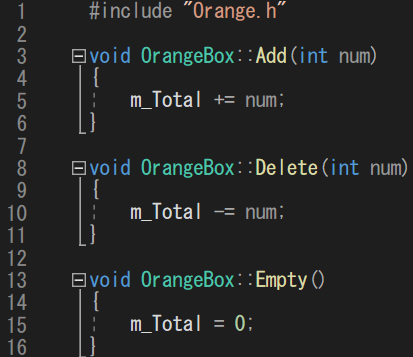 1 #include "Orange.h"
2
3 void OrangeBox::Add(int num)
4 {
5 m_Total += num;
6 }
7
8 void OrangeBox::Delete(int num)
9 {
10 m_Total -= num;
11 }
12
13 void OrangeBox::Empty()
14 {
15 m_Total = 0;
16 }